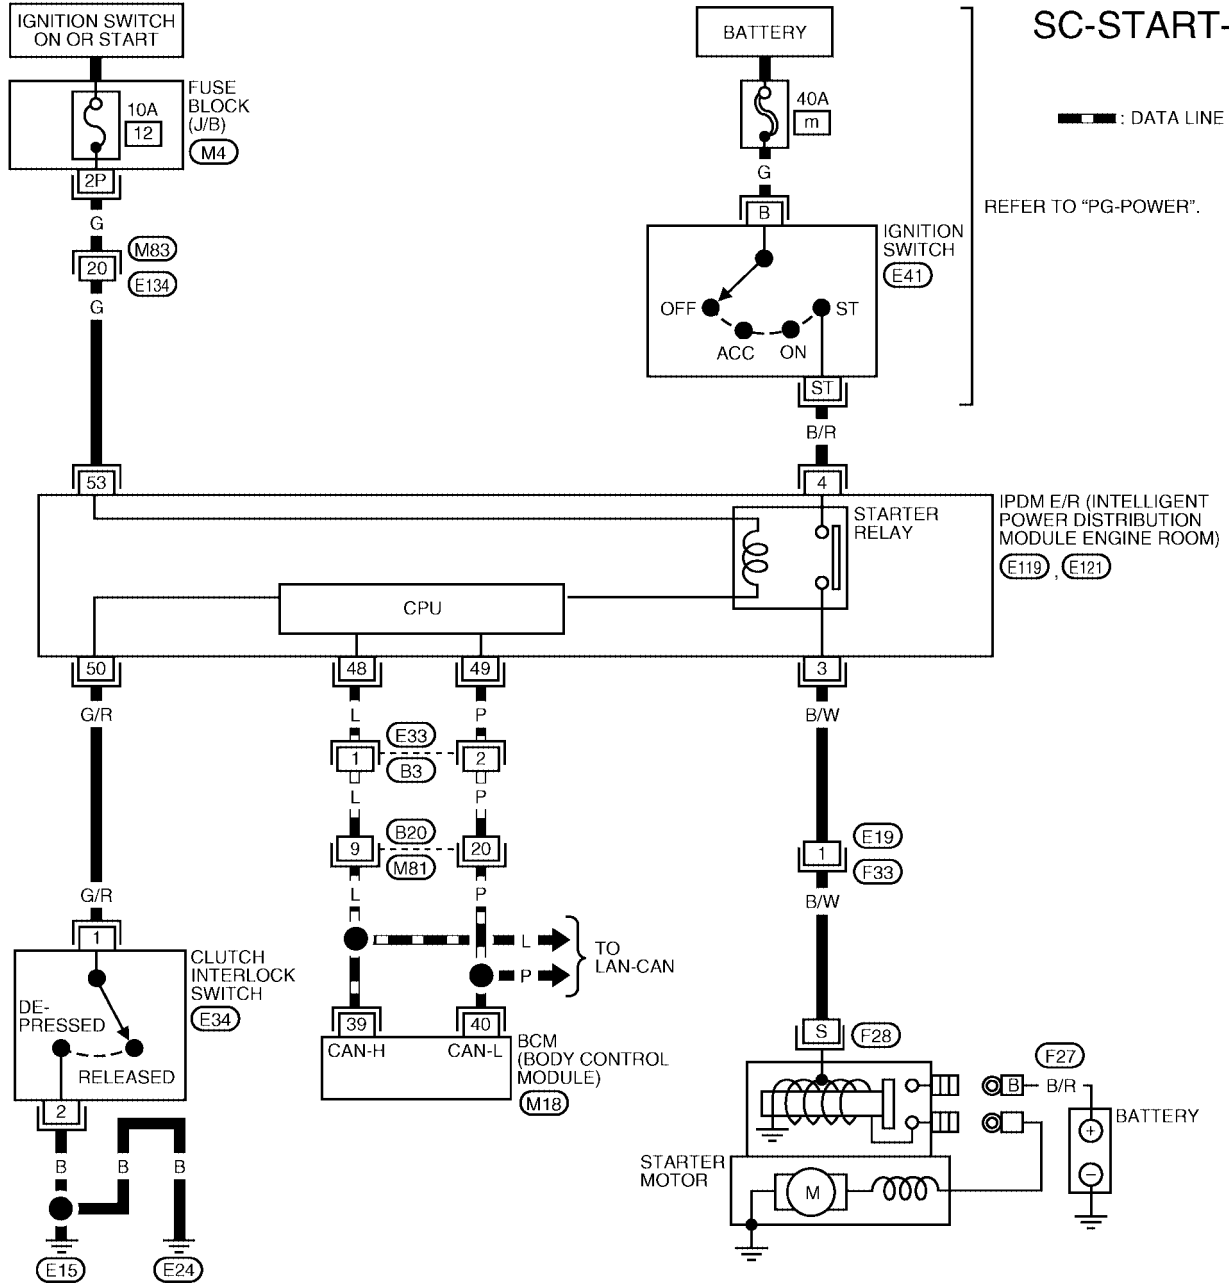 IGNITION SWITCH
ON OR START
FUSE
BLOCK
(J/B)
M4
10A
12
2P
G
20
M83
E134
G
BATTERY
40A
m
G
B
IGNITION
SWITCH
E41
OFF
ACC
ON
ST
ST
B/R
SC-START-
: DATA LINE
REFER TO “PG-POWER”.
53
4
STARTER
RELAY
IPDM E/R (INTELLIGENT
POWER DISTRIBUTION
MODULE ENGINE ROOM)
E119 , E121
CPU
50
48
49
3
G/R
L
P
B/W
1
E33
B3
2
L
P
9
B20
M81
20
L
P
1
E19
F33
B/W
G/R
L
P
TO
LAN-CAN
1
CLUTCH
INTERLOCK
SWITCH
E34
DE-
PRESSED
RELEASED
2
B
B
B
E15
E24
39
40
CAN-H
CAN-L
BCM
(BODY CONTROL
MODULE)
M18
S
F28
F27
B
B/R
BATTERY
+
−
STARTER
MOTOR
M